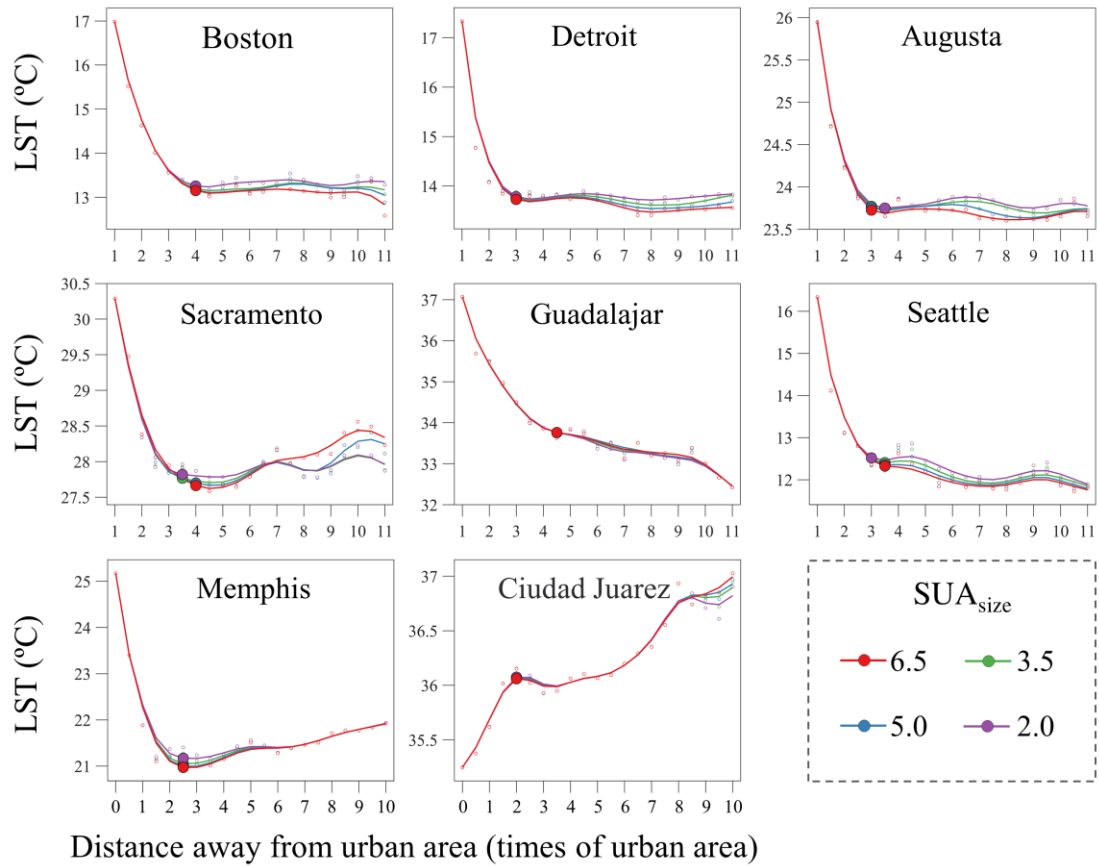 Boston
LST (ºC)
17
16
15
14
13
1 2 3 4 5 6 7 8 9 10 11
Detroit
17
16
15
14
1 2 3 4 5 6 7 8 9 10 11
Augusta
26
25.5
25
24.5
24
23.5
1 2 3 4 5 6 7 8 9 10 11
Sacramento
LST (ºC)
30.5
30
29.5
29
28.5
28
27.5
1 2 3 4 5 6 7 8 9 10 11
Guadalajar
37
36
35
34
33
32
0 1 2 3 4 5 6 7 8 9 10 11
Seattle
16
15
14
13
12
1 2 3 4 5 6 7 8 9 10 11
Memphis
LST (ºC)
25
24
23
22
21
0 1 2 3 4 5 6 7 8 9 10
Ciudad Juarez
37
36.5
36
35.5
0 1 2 3 4 5 6 7 8 9 10
SUAsize
6.5 3.5
5.0 2.0
Distance away from urban area (times of urban area)